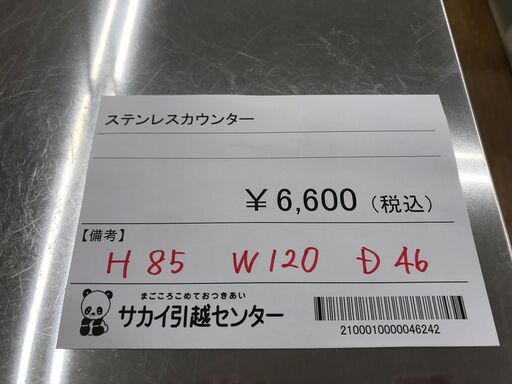 ステンレスカウンター
￥6,600（税込）
【備考】
H 85 W120 D 46
まごころこめておつきあい
サカイ引越センター
2100010000046242